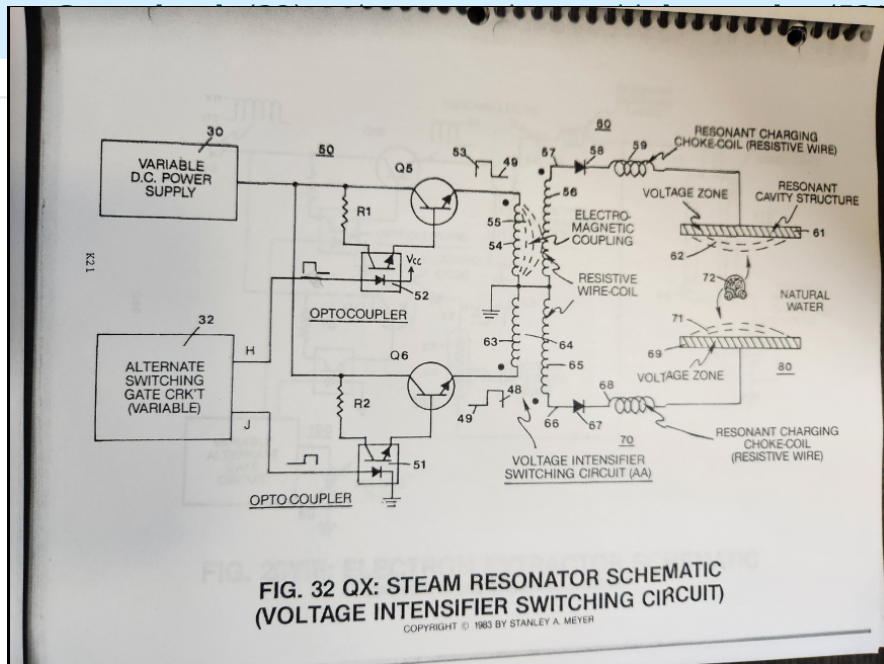 30
VARIABLE
D.C. POWER
SUPPLY
50
Q5
53
49
57
60
58
59
RESONANT CHARGING
CHOKE-COIL (RESISTIVE WIRE)
R1
55
54
56
ELECTRO-
MAGNETIC
COUPLING
VOLTAGE ZONE
RESONANT
CAVITY STRUCTURE
61
62
Vcc
52
OPTOCOUPLER
RESISTIVE
WIRE-COIL
72
NATURAL
WATER
K21
32
ALTERNATE
SWITCHING
GATE CRK'T
(VARIABLE)
H
J
Q6
63
64
65
71
69
VOLTAGE ZONE
80
R2
48
49
66
67
68
70
51
OPTO COUPLER
VOLTAGE INTENSIFIER
SWITCHING CIRCUIT (AA)
RESONANT CHARGING
CHOKE-COIL
(RESISTIVE WIRE)
FIG. 32 QX: STEAM RESONATOR SCHEMATIC
(VOLTAGE INTENSIFIER SWITCHING CIRCUIT)
COPYRIGHT © 1983 BY STANLEY A. MEYER